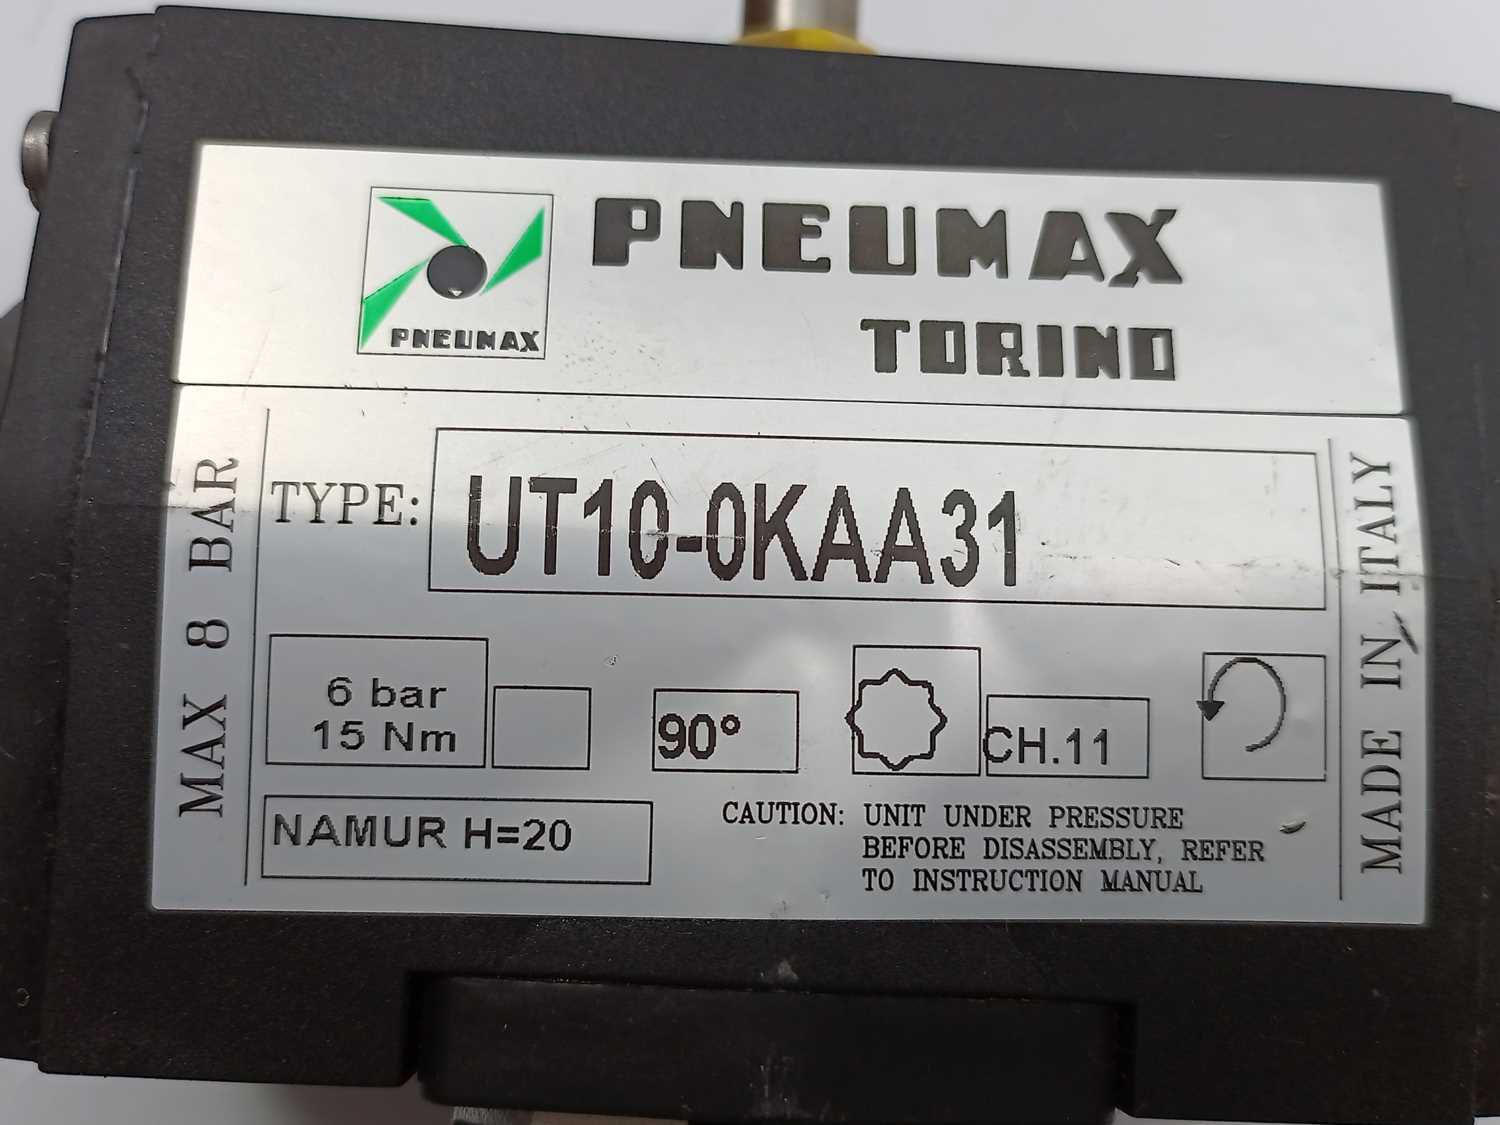 PNEUMAX
PNEUMAX
TORINO
MAX 8 BAR
TYPE: UT10-0KAA31
6 bar
15 Nm
90°
CH.11
NAMUR H=20
CAUTION: UNIT UNDER PRESSURE
BEFORE DISASSEMBLY, REFER
TO INSTRUCTION MANUAL
MADE IN ITALY